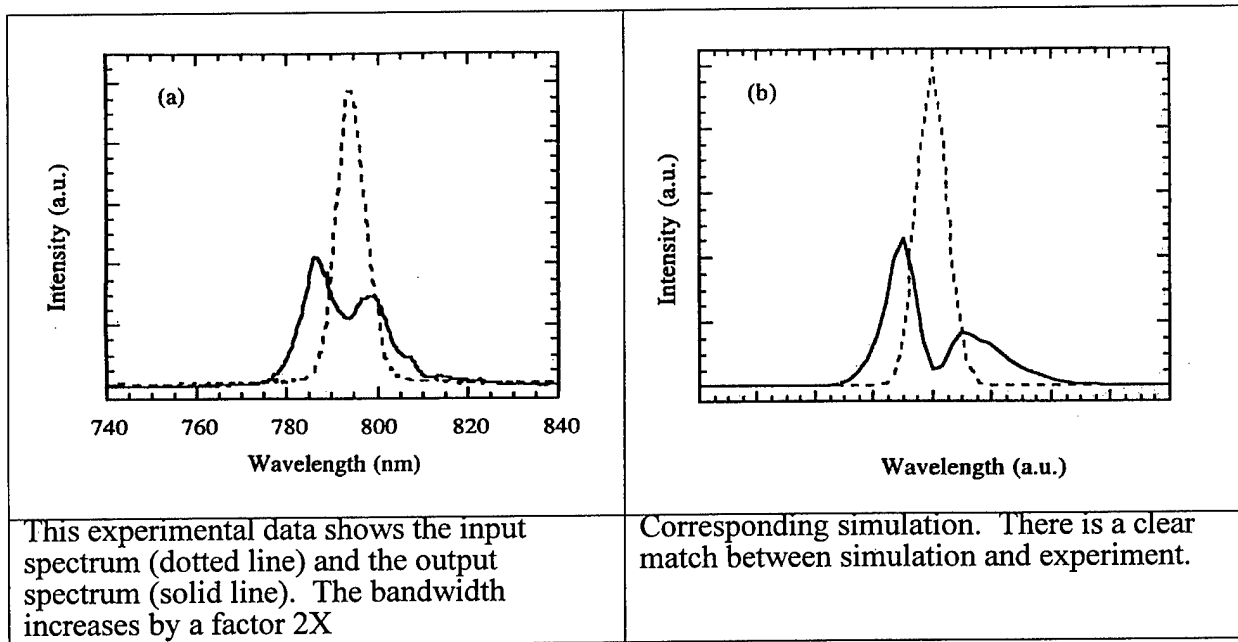 (a)
Intensity (a.u.)
740 760 780 800 820 840
Wavelength (nm)
(b)
Intensity (a.u.)
Wavelength (a.u.)
This experimental data shows the input
spectrum (dotted line) and the output
spectrum (solid line). The bandwidth
increases by a factor 2X
Corresponding simulation. There is a clear
match between simulation and experiment.